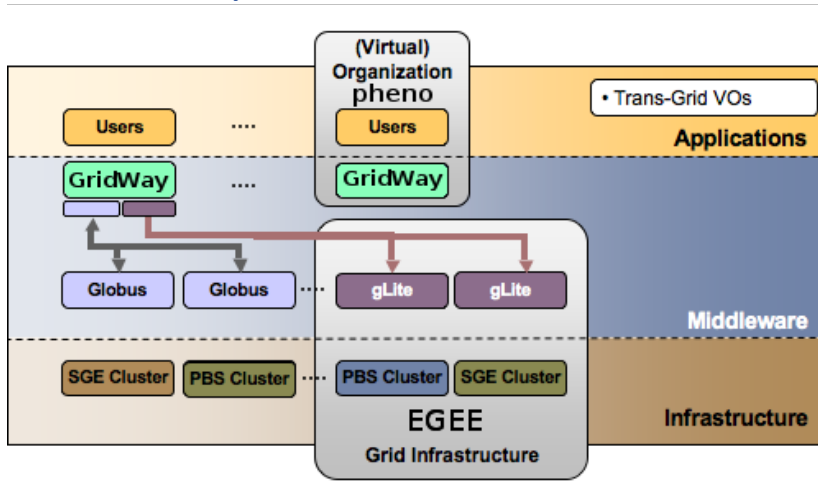 (Virtual)
Organization
pheno
• Trans-Grid VOs
Users .... Users
Applications
GridWay .... GridWay
Globus Globus .... gLite gLite
Middleware
SGE Cluster PBS Cluster .... PBS Cluster SGE Cluster
EGEE
Infrastructure
Grid Infrastructure